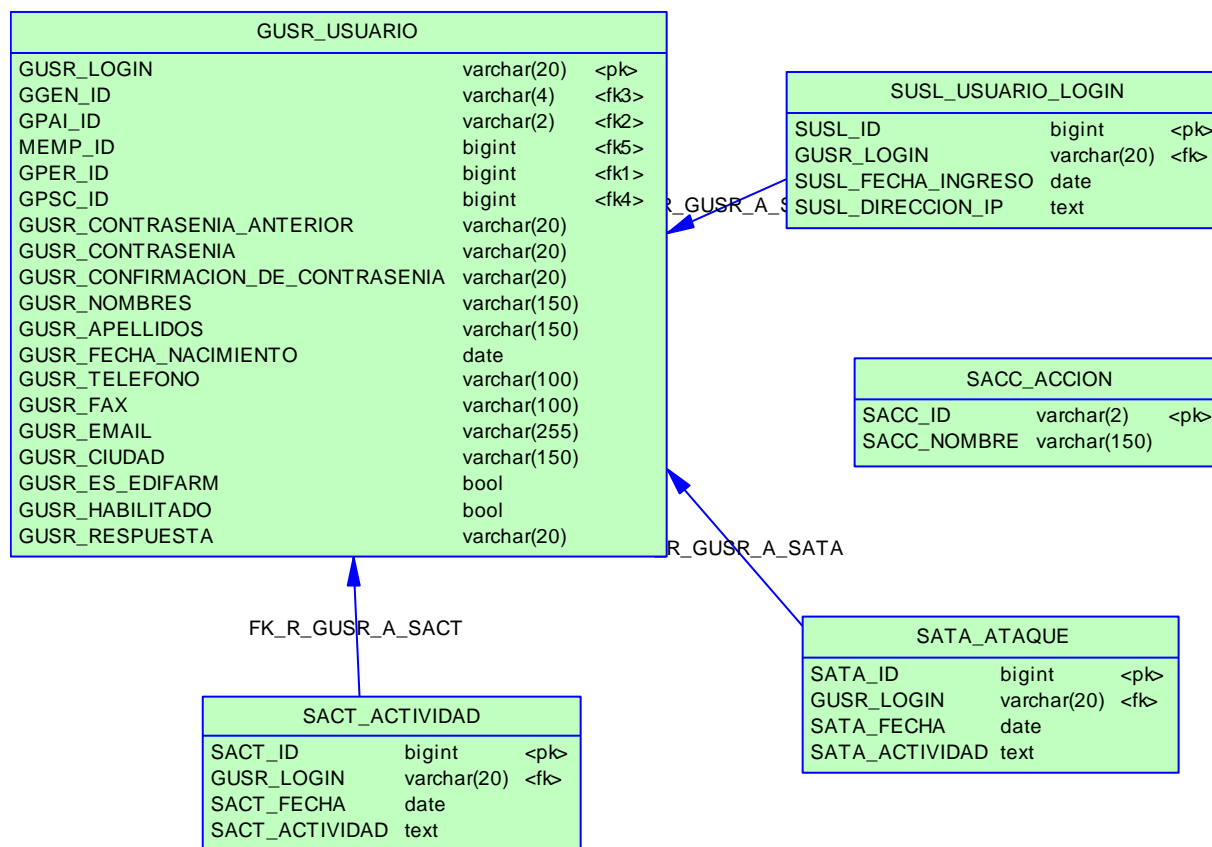 GUSR_USUARIO
GUSR_LOGIN varchar(20) <pk>
GGEN_ID varchar(4) <fk3>
GPAI_ID varchar(2) <fk2>
MEMP_ID bigint <fk5>
GPER_ID bigint <fk1>
GPSC_ID bigint <fk4>
GUSR_CONTRASENIA_ANTERIOR varchar(20)
GUSR_CONTRASENIA varchar(20)
GUSR_CONFIRMACION_DE_CONTRASENIA varchar(20)
GUSR_NOMBRES varchar(150)
GUSR_APELLIDOS varchar(150)
GUSR_FECHA_NACIMIENTO date
GUSR_TELEFONO varchar(100)
GUSR_FAX varchar(100)
GUSR_EMAIL varchar(255)
GUSR_CIUDAD varchar(150)
GUSR_ES_EDIFARM bool
GUSR_HABILITADO bool
GUSR_RESPUESTA varchar(20)
SUSL_USUARIO_LOGIN
SUSL_ID bigint <pk>
GUSR_LOGIN varchar(20) <fk>
SUSL_FECHA_INGRESO date
SUSL_DIRECCION_IP text
_GUSR_A_S
SACC_ACCION
SACC_ID varchar(2) <pk>
SACC_NOMBRE varchar(150)
R_GUSR_A_SATA
FK_R_GUSR_A_SACT
SATA_ATAQUE
SATA_ID bigint <pk>
GUSR_LOGIN varchar(20) <fk>
SATA_FECHA date
SATA_ACTIVIDAD text
SACT_ACTIVIDAD
SACT_ID bigint <pk>
GUSR_LOGIN varchar(20) <fk>
SACT_FECHA date
SACT_ACTIVIDAD text